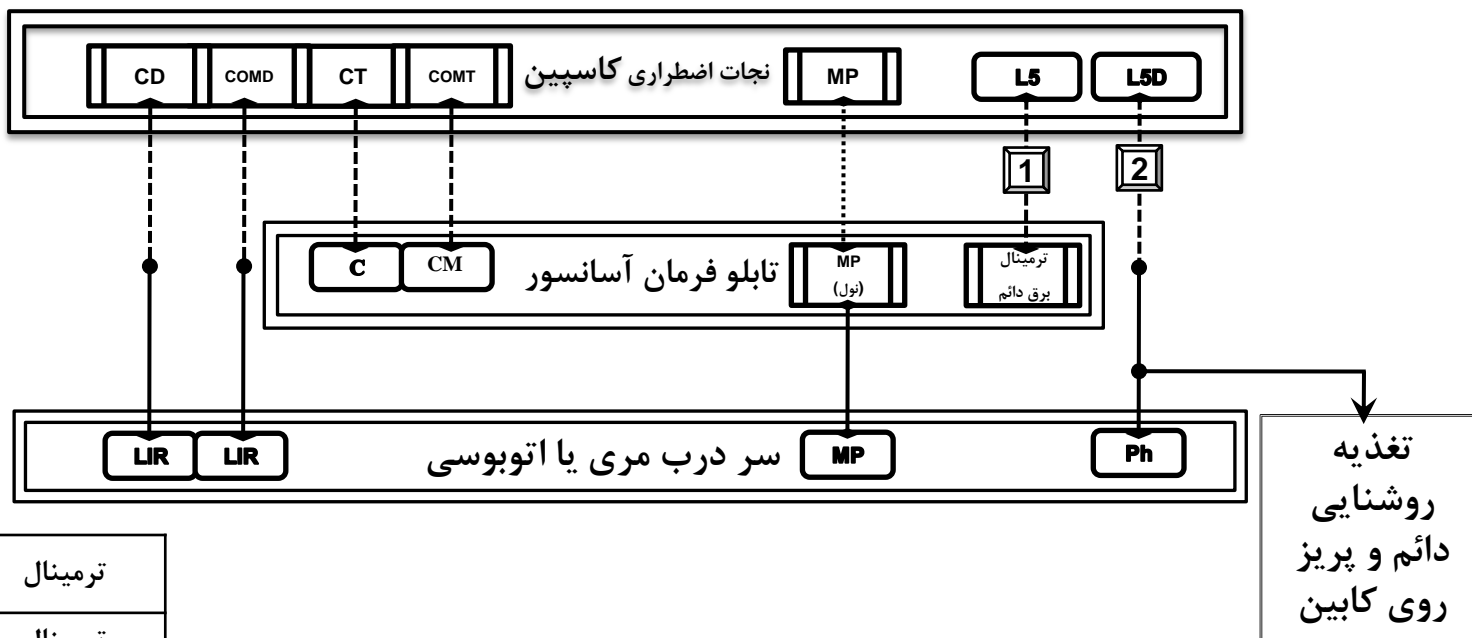 CD COMD CT COMT نجات اضطراری کاسپین MP L5 L5D
1 2
C CM تابلو فرمان آسانسور MP (نول) ترمینال برق دائم
LIR LIR سر درب مری یا اتوبوسی MP Ph
تغذیه
روشنایی
دائم و پریز
روی کابین
ترمینال